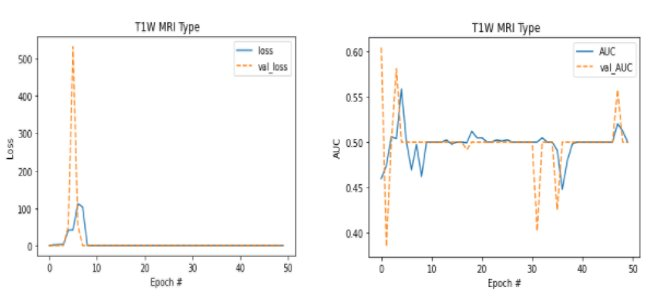 T1W MRI Type
loss
val_loss
500
400
300
200
100
0
Loss
0
10
20
30
40
50
Epoch #
T1W MRI Type
AUC
val_AUC
0.60
0.55
0.50
0.45
0.40
AUC
0
10
20
30
40
50
Epoch #